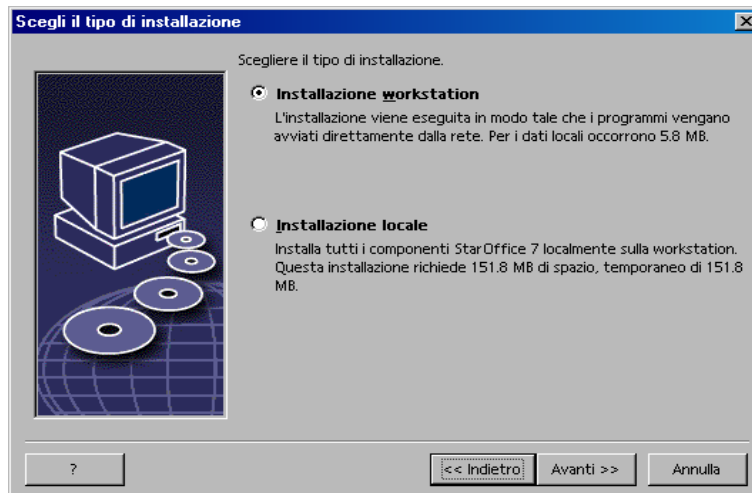 Scegli il tipo di installazione
Scegliere il tipo di installazione.
Installazione workstation
L'installazione viene eseguita in modo tale che i programmi vengano
avviati direttamente dalla rete. Per i dati locali occorrono 5.8 MB.
Installazione locale
Installa tutti i componenti StarOffice 7 localmente sulla workstation.
Questa installazione richiede 151.8 MB di spazio, temporaneo di 151.8
MB.
? << Indietro Avanti >> Annulla